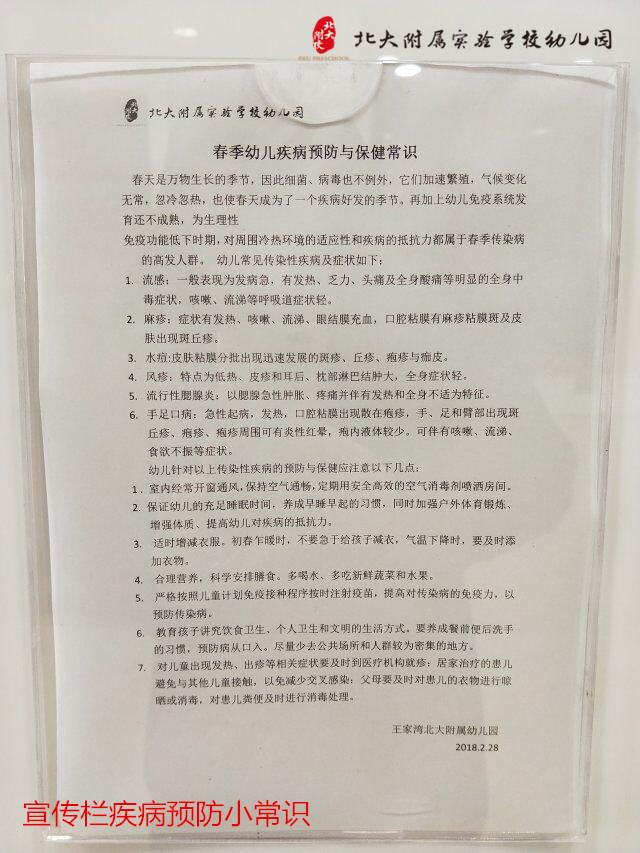 北大附属实验学校幼儿园
PKU PRESCHOOL
北大附属实验学校幼儿园
春季幼儿疾病预防与保健常识
春天是万物生长的季节，因此细菌、病毒也不例外，它们加速繁殖，气候变化
无常，忽冷忽热，也使春天成为了一个疾病好发的季节。再加上幼儿免疫系统发
育还不成熟，为生理性
免疫功能低下时期，对周围冷热环境的适应性和疾病的抵抗力都属于春季传染病
的高发人群。 幼儿常见传染性疾病及症状如下；
1. 流感：一般表现为发病急，有发热、乏力、头痛及全身酸痛等明显的全身中
毒症状，咳嗽、流涕等呼吸道症状轻。
2. 麻疹：症状有发热、咳嗽、流涕、眼结膜充血，口腔粘膜有麻疹粘膜斑及皮
肤出现斑丘疹。
3. 水痘:皮肤粘膜分批出现迅速发展的斑疹、丘疹、疱疹与痂皮。
4. 风疹：特点为低热、皮疹和耳后、枕部淋巴结肿大，全身症状轻。
5. 流行性腮腺炎：以腮腺急性肿胀、疼痛并伴有发热和全身不适为特征。
6. 手足口病：急性起病，发热，口腔粘膜出现散在疱疹，手、足和臀部出现斑
丘疹、疱疹、疱疹周围可有炎性红晕，疱内液体较少。可伴有咳嗽、流涕、
食欲不振等症状。
幼儿针对以上传染性疾病的预防与保健应注意以下几点；
1. 室内经常开窗通风，保持空气通畅，定期用安全高效的空气消毒剂喷洒房间。
2. 保证幼儿的充足睡眠时间，养成早睡早起的习惯，同时加强户外体育锻炼、
增强体质、提高幼儿对疾病的抵抗力。
3. 适时增减衣服。初春乍暖时，不要急于给孩子减衣，气温下降时，要及时添
加衣物。
4. 合理营养，科学安排膳食。多喝水、多吃新鲜蔬菜和水果。
5. 严格按照儿童计划免疫接种程序按时注射疫苗，提高对传染病的免疫力，以
预防传染病。
6. 教育孩子讲究饮食卫生、个人卫生和文明的生活方式。要养成餐前便后洗手
的习惯，预防病从口入。尽量少去公共场所和人群较为密集的地方。
7. 对儿童出现发热、出疹等相关症状要及时到医疗机构就疹；居家治疗的患儿
避免与其他儿童接触，以免减少交叉感染；父母要及时对患儿的衣物进行晾
晒或消毒，对患儿粪便及时进行消毒处理。
王家湾北大附属幼儿园
2018.2.28
宣传栏疾病预防小常识